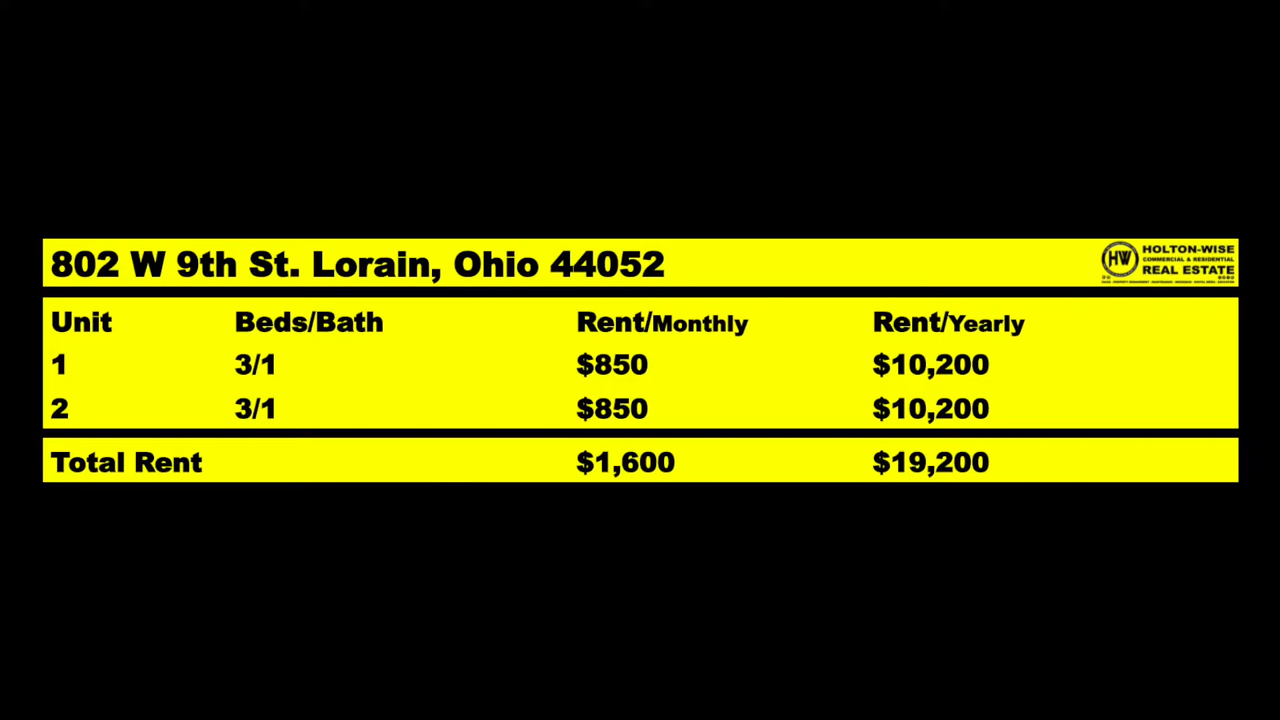 802 W 9th St. Lorain, Ohio 44052
HOLTON-WISE
COMMERCIAL & RESIDENTIAL
REAL ESTATE
HW
Unit Beds/Bath Rent/Monthly Rent/Yearly
1 3/1 $850 $10,200
2 3/1 $850 $10,200
Total Rent $1,600 $19,200